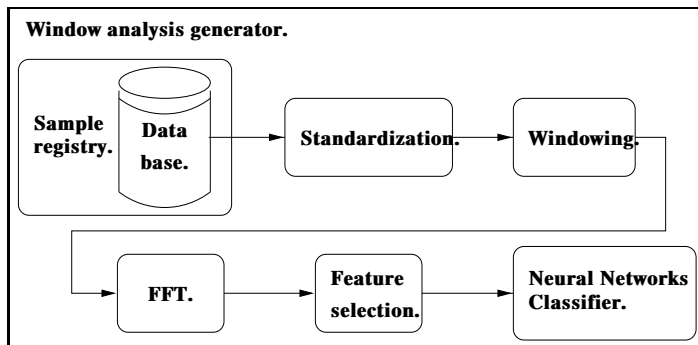 Window analysis generator.
Sample
registry.
Data
base.
Standardization.
Windowing.
FFT.
Feature
selection.
Neural Networks
Classifier.